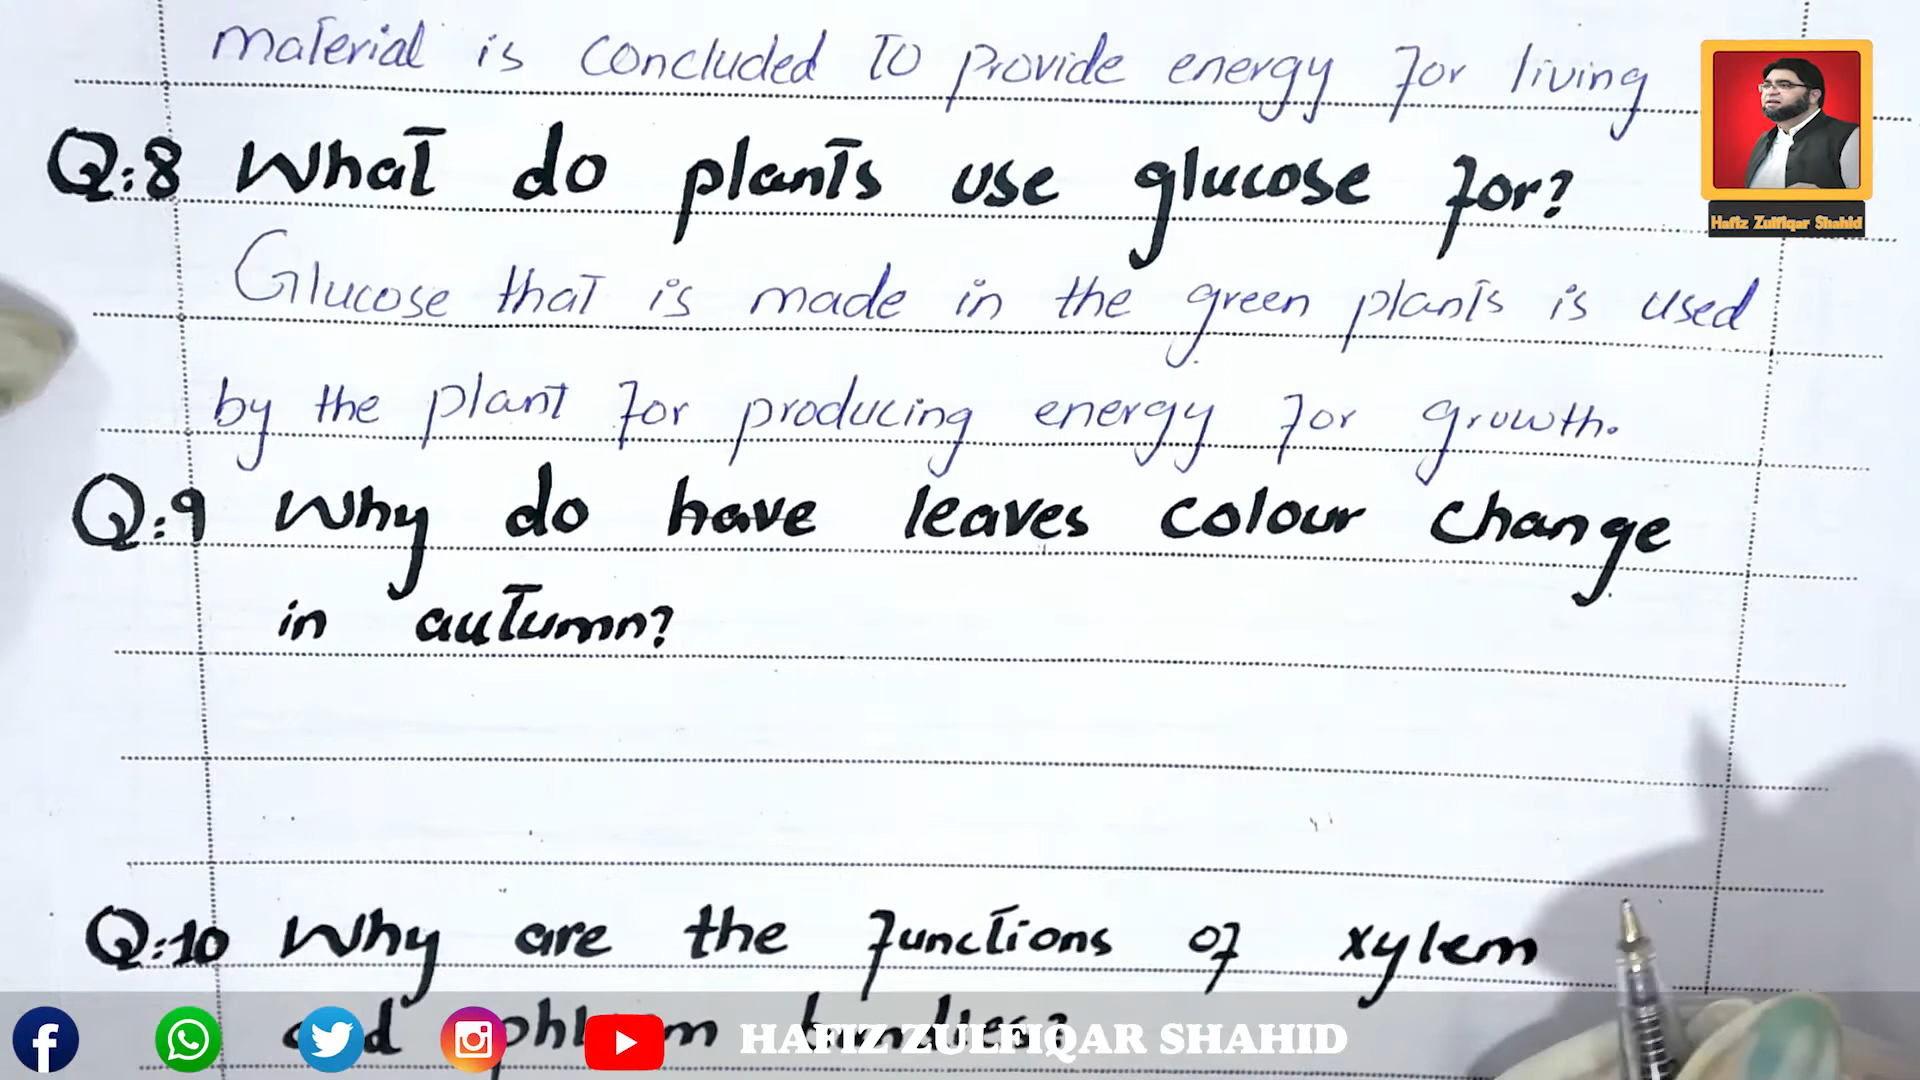 material is concluded to provide energy for living
Q:8 What do plants use glucose for?
Glucose that is made in the green plants is used
by the plant for producing energy for growth.
Q:9 Why do have leaves colour change
in autumn?
Q:10 Why are the functions of xylem
Hafiz Zulfiqar Shahid
HAFIZ ZULFIQAR SHAHID